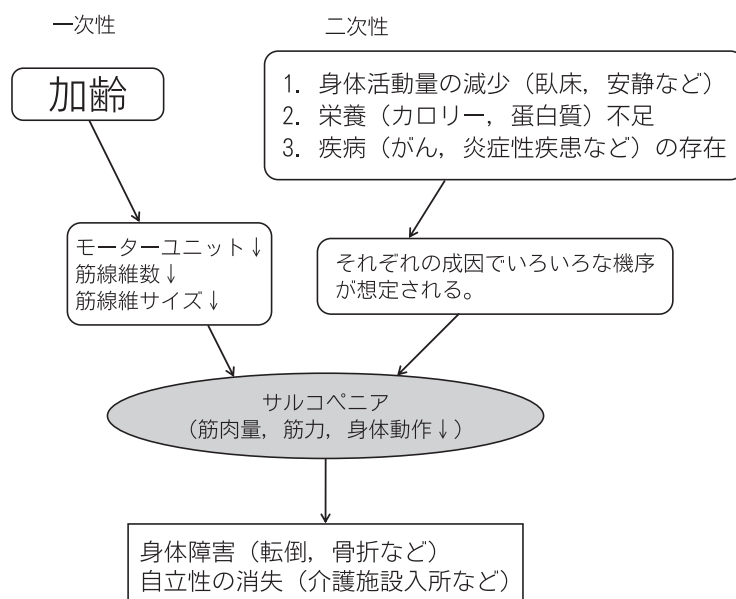 一次性
二次性
加齢
1. 身体活動量の減少（臥床，安静など）
2. 栄養（カロリー，蛋白質）不足
3. 疾病（がん，炎症性疾患など）の存在
モーターユニット↓
筋線維数↓
筋線維サイズ↓
それぞれの成因でいろいろな機序
が想定される。
サルコペニア
（筋肉量，筋力，身体動作↓）
身体障害（転倒，骨折など）
自立性の消失（介護施設入所など）